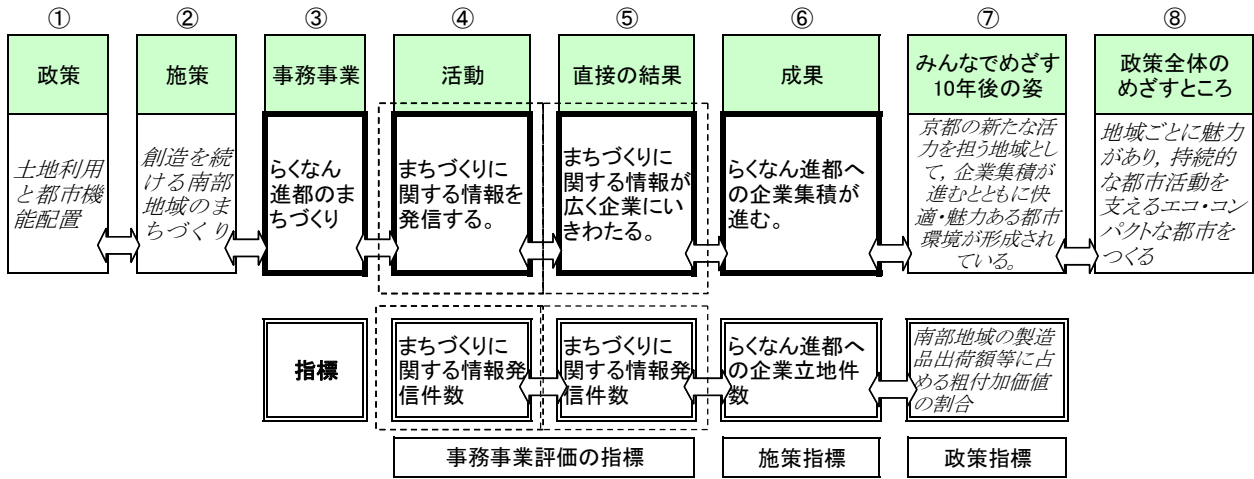 ①
②
③
④
⑤
⑥
⑦
⑧
政策
施策
事務事業
活動
直接の結果
成果
みんなでめざす
10年後の姿
政策全体の
めざすところ
土地利用
と都市機
能配置
創造を続
ける南部
地域のま
ちづくり
らくなん
進都のま
ちづくり
まちづくりに
関する情報を
発信する。
まちづくりに
関する情報が
広く企業にい
きわたる。
らくなん進都へ
の企業集積が
進む。
京都の新たな活
力を担う地域とし
て,企業集積が
進むとともに快
適・魅力ある都市
環境が形成され
ている。
地域ごとに魅力
があり,持続的
な都市活動を
支えるエコ・コン
パクトな都市を
つくる
指標
まちづくりに
関する情報発
信件数
まちづくりに
関する情報発
信件数
らくなん進都へ
の企業立地件
数
南部地域の製造
品出荷額等に占
める粗付加価値
の割合
事務事業評価の指標
施策指標
政策指標